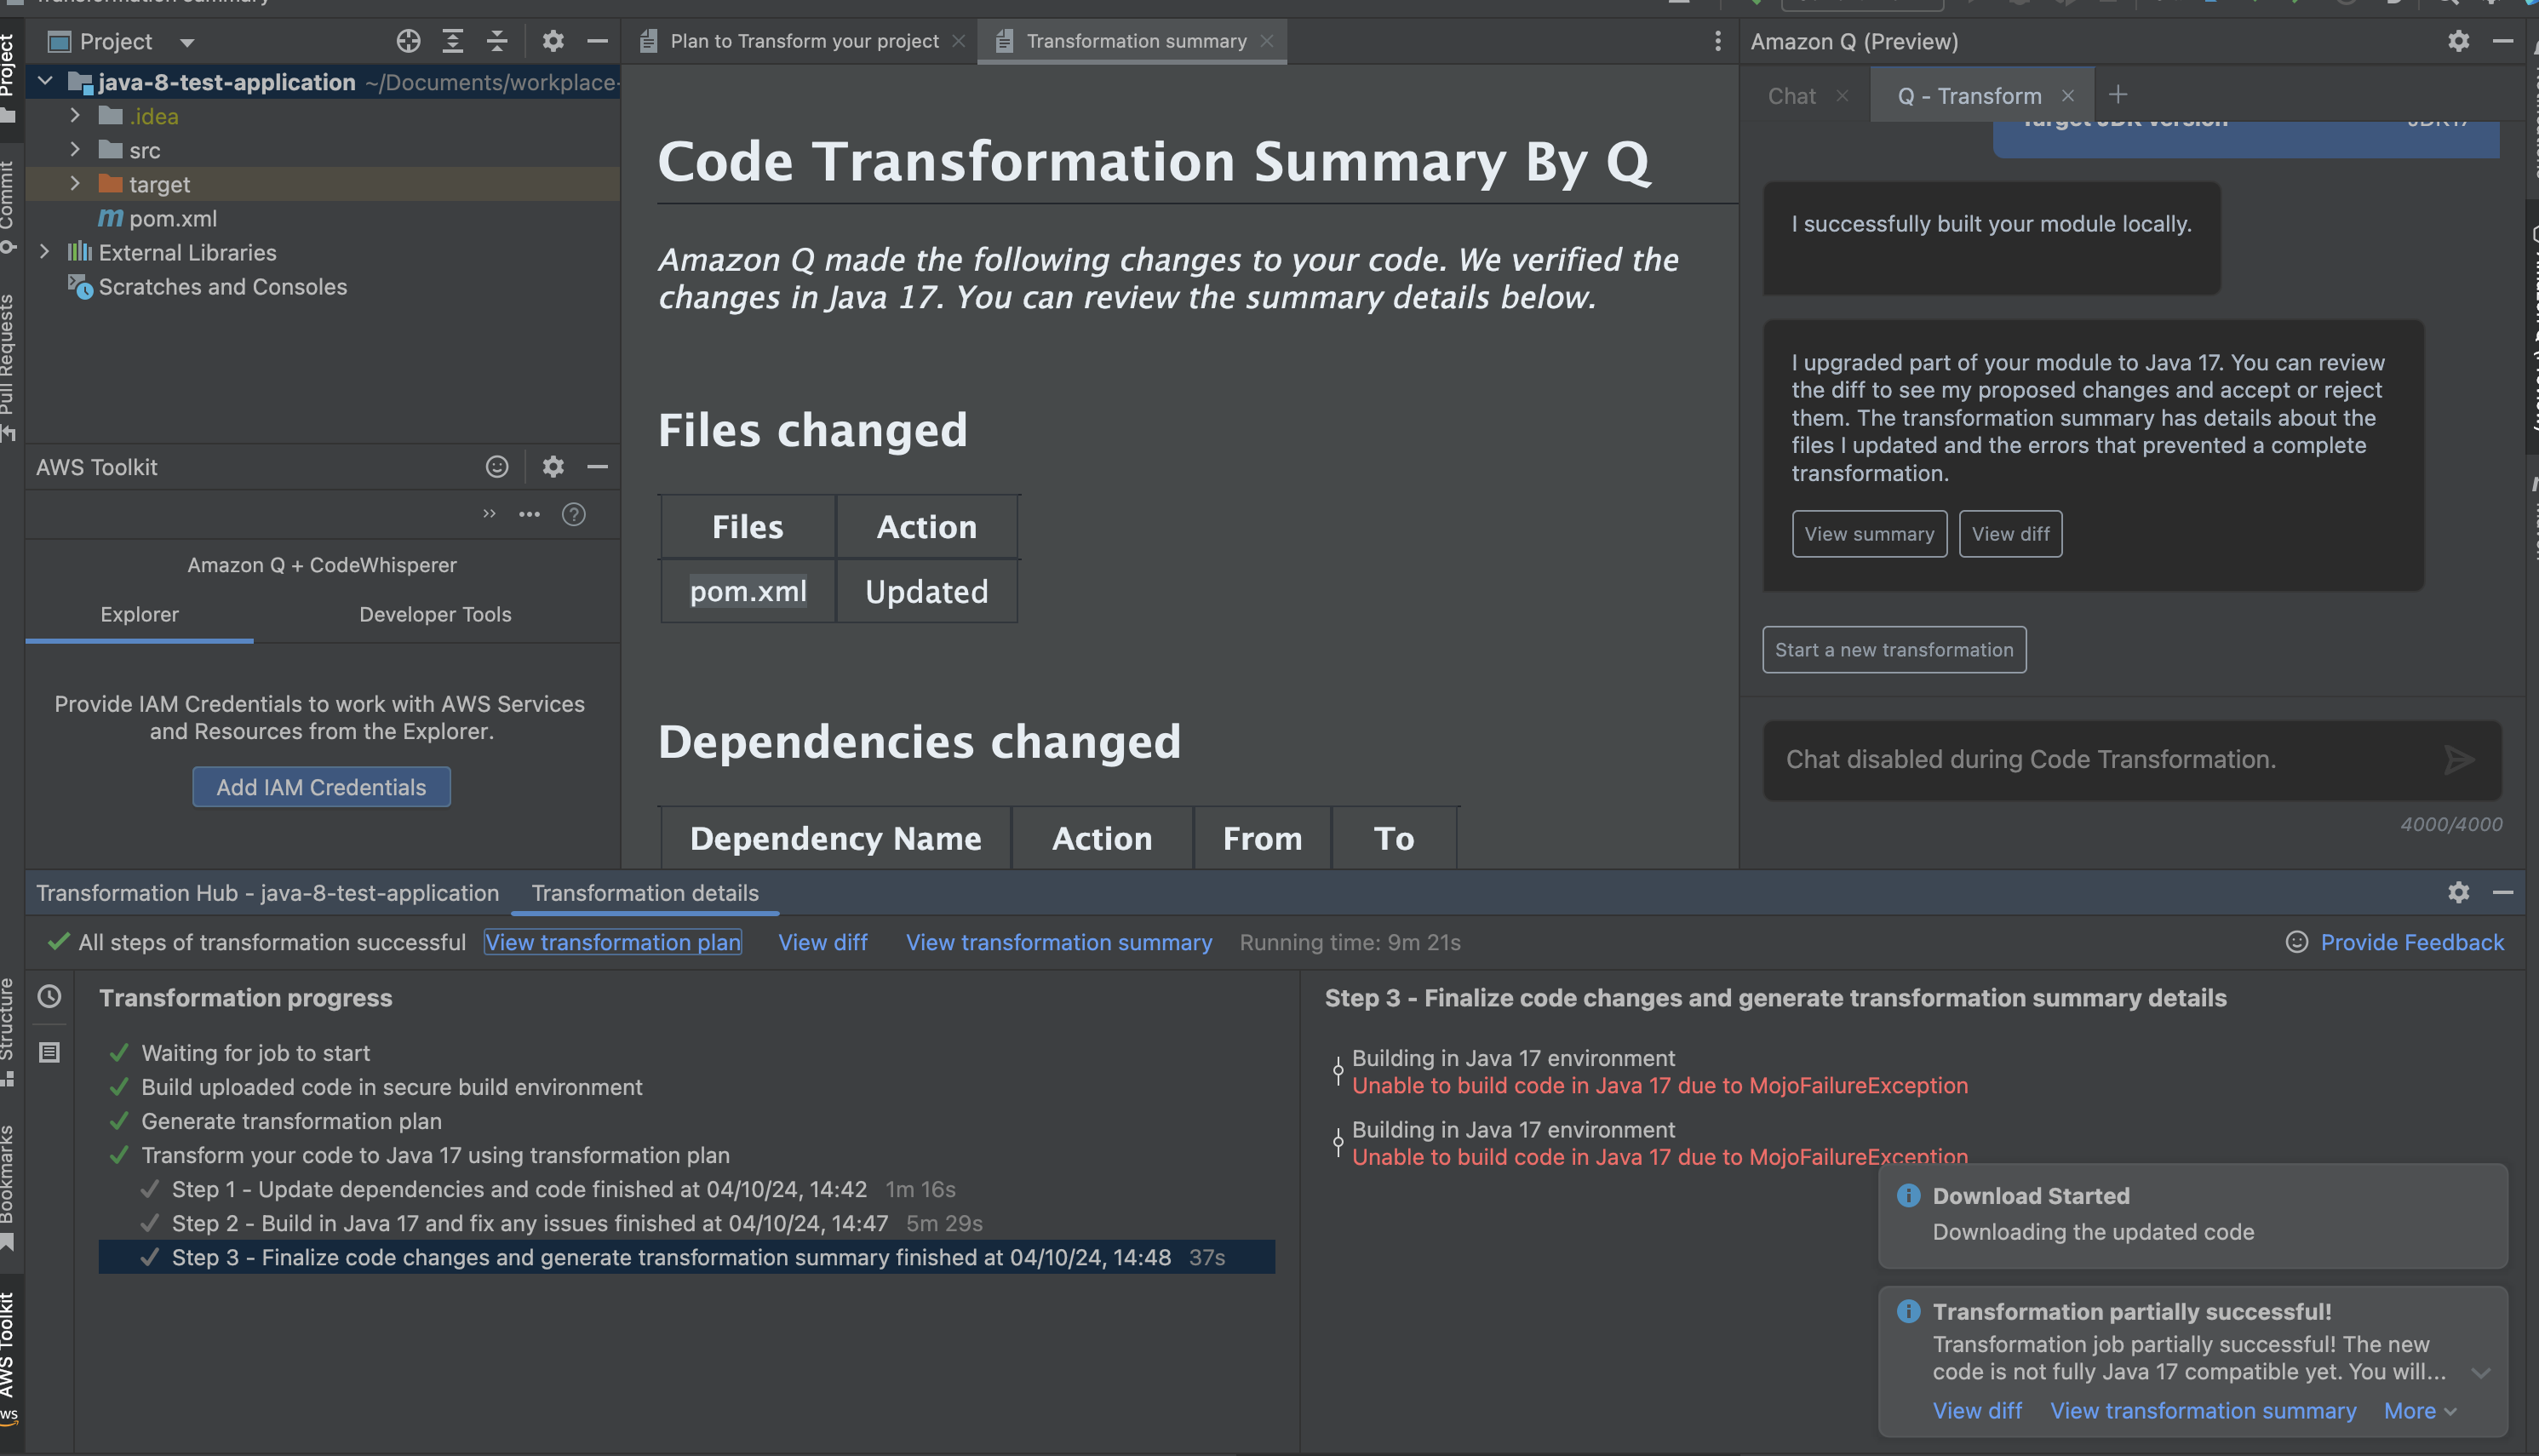 Transformation summary
Project
Plan to Transform your project
Transformation summary
Amazon Q (Preview)
Project
Commit
Pull Requests
Structure
Bookmarks
AWS Toolkit
java-8-test-application ~/Documents/workplace-
.idea
src
target
pom.xml
External Libraries
Scratches and Consoles
AWS Toolkit
Amazon Q + CodeWhisperer
Explorer
Developer Tools
Provide IAM Credentials to work with AWS Services
and Resources from the Explorer.
Add IAM Credentials
Code Transformation Summary By Q
Amazon Q made the following changes to your code. We verified the
changes in Java 17. You can review the summary details below.
Files changed
Files Action
pom.xml Updated
Dependencies changed
Dependency Name Action From To
Chat
Q - Transform
Target JDK version JDK17
I successfully built your module locally.
I upgraded part of your module to Java 17. You can review
the diff to see my proposed changes and accept or reject
them. The transformation summary has details about the
files I updated and the errors that prevented a complete
transformation.
View summary
View diff
Start a new transformation
Chat disabled during Code Transformation.
4000/4000
Transformation Hub - java-8-test-application
Transformation details
All steps of transformation successful
View transformation plan
View diff
View transformation summary
Running time: 9m 21s
Provide Feedback
Transformation progress
Waiting for job to start
Build uploaded code in secure build environment
Generate transformation plan
Transform your code to Java 17 using transformation plan
Step 1 - Update dependencies and code finished at 04/10/24, 14:42 1m 16s
Step 2 - Build in Java 17 and fix any issues finished at 04/10/24, 14:47 5m 29s
Step 3 - Finalize code changes and generate transformation summary finished at 04/10/24, 14:48 37s
Step 3 - Finalize code changes and generate transformation summary details
Building in Java 17 environment
Unable to build code in Java 17 due to MojoFailureException
Building in Java 17 environment
Unable to build code in Java 17 due to MojoFailureException
Download Started
Downloading the updated code
Transformation partially successful!
Transformation job partially successful! The new
code is not fully Java 17 compatible yet. You will...
View diff
View transformation summary
More